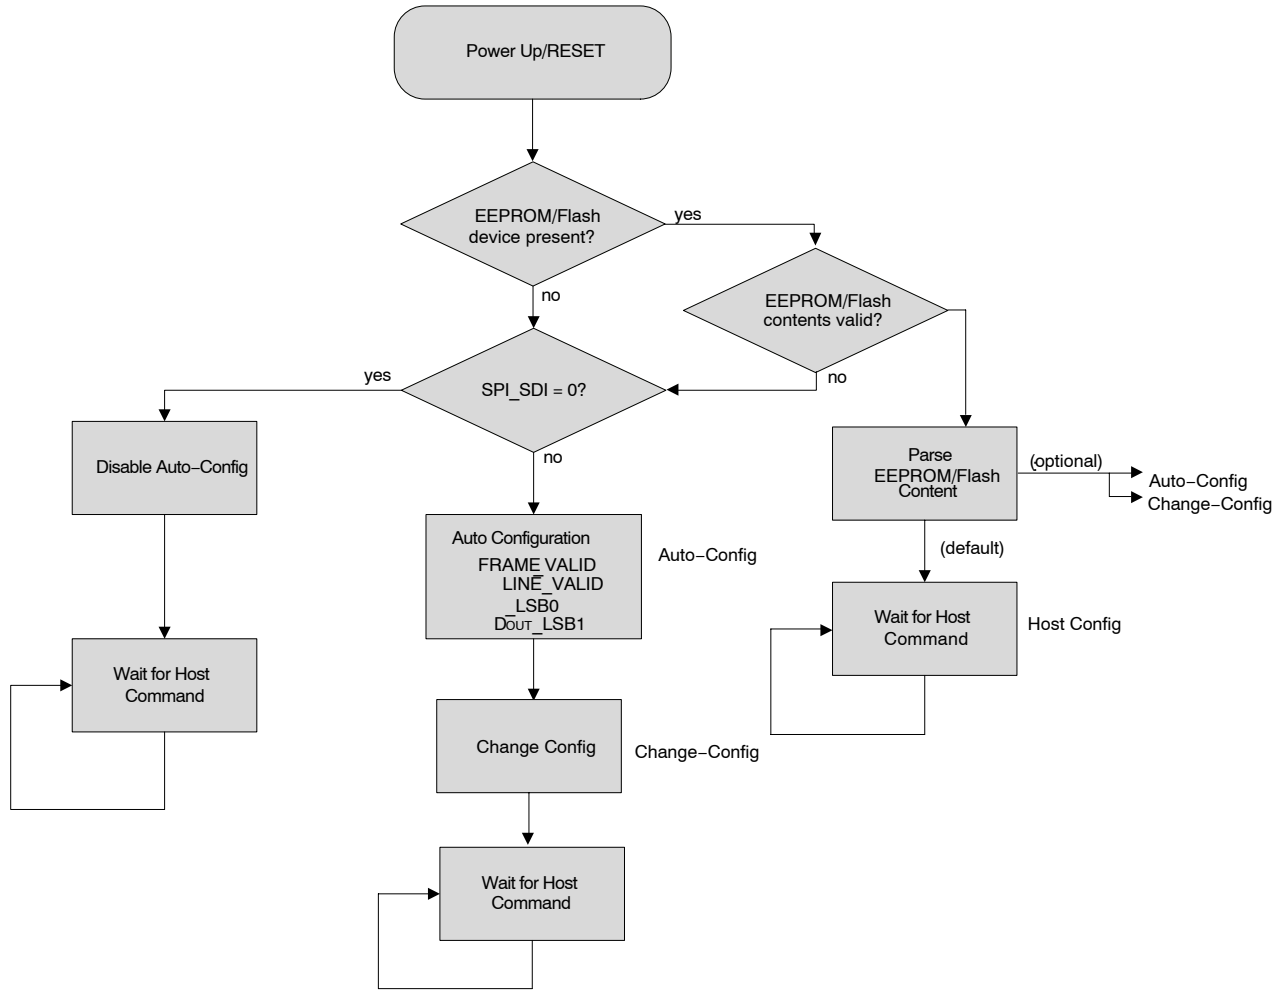 Power Up/RESET
EEPROM/Flash
device present?
yes
no
EEPROM/Flash
contents valid?
no
SPI_SDI = 0?
yes
no
Disable Auto−Config
Wait for Host
Command
Auto Configuration
FRAME_VALID
LINE_VALID
_LSB0
DOUT_LSB1
Auto−Config
Change Config
Change−Config
Wait for Host
Command
Parse
EEPROM/Flash
Content
(optional)
Auto−Config
Change−Config
(default)
Wait for Host
Command
Host Config